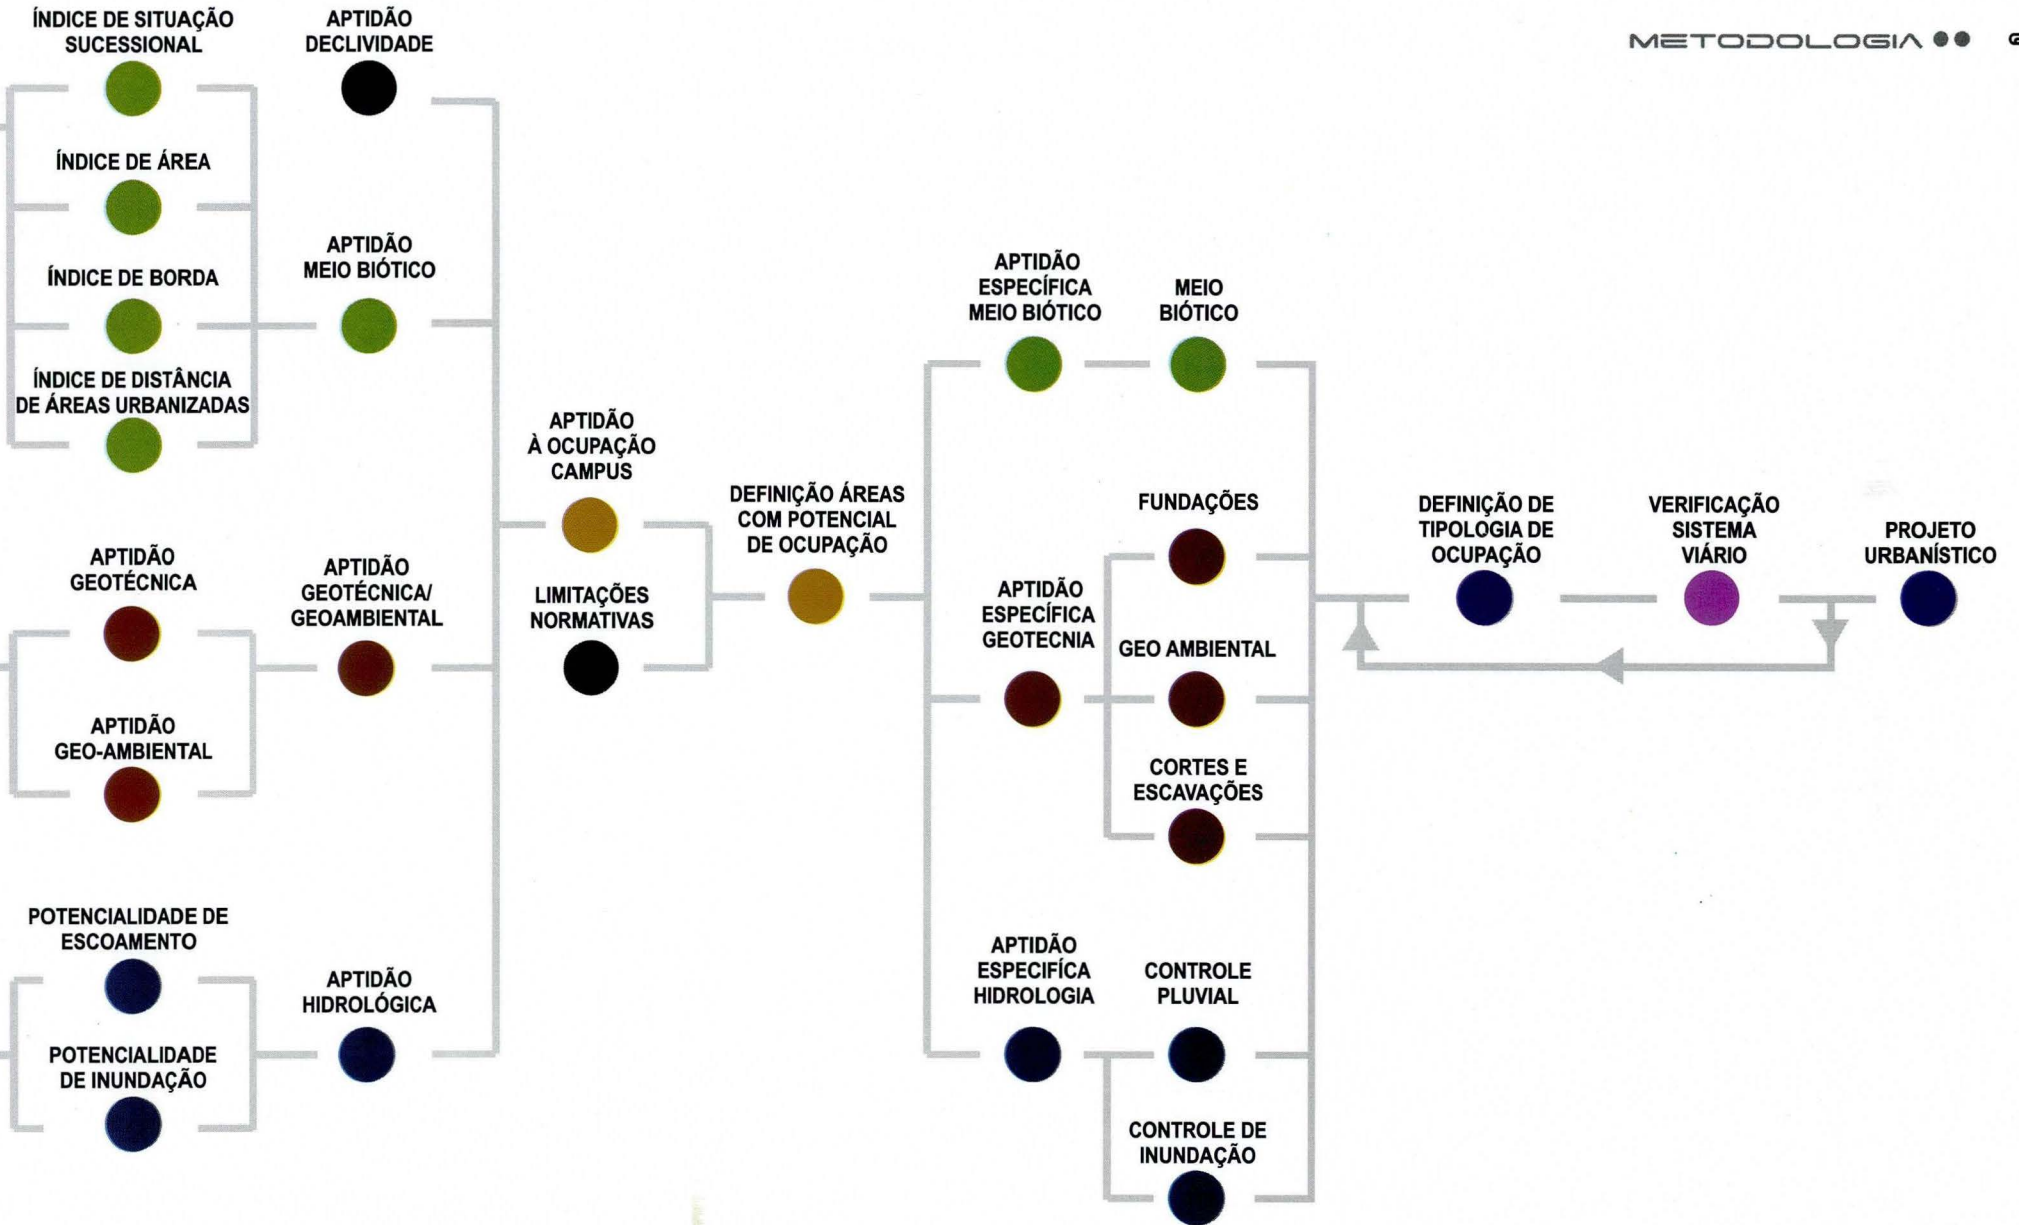 METODOLOGIA
ÍNDICE DE SITUAÇÃO
SUCESSIONAL
ÍNDICE DE ÁREA
ÍNDICE DE BORDA
ÍNDICE DE DISTÂNCIA
DE ÁREAS URBANIZADAS
APTIDÃO
GEOTÉCNICA
APTIDÃO
GEO-AMBIENTAL
POTENCIALIDADE DE
ESCOAMENTO
POTENCIALIDADE
DE INUNDAÇÃO
APTIDÃO
DECLIVIDADE
APTIDÃO
MEIO BIÓTICO
APTIDÃO
GEOTÉCNICA/
GEOAMBIENTAL
APTIDÃO
HIDROLÓGICA
APTIDÃO
À OCUPAÇÃO
CAMPUS
LIMITAÇÕES
NORMATIVAS
DEFINIÇÃO ÁREAS
COM POTENCIAL
DE OCUPAÇÃO
APTIDÃO
ESPECÍFICA
MEIO BIÓTICO
APTIDÃO
ESPECÍFICA
GEOTECNIA
APTIDÃO
ESPECIFÍCA
HIDROLOGIA
MEIO
BIÓTICO
FUNDAÇÕES
GEO AMBIENTAL
CORTES E
ESCAVAÇÕES
CONTROLE
PLUVIAL
CONTROLE DE
INUNDAÇÃO
DEFINIÇÃO DE
TIPOLOGIA DE
OCUPAÇÃO
VERIFICAÇÃO
SISTEMA
VIÁRIO
PROJETO
URBANÍSTICO